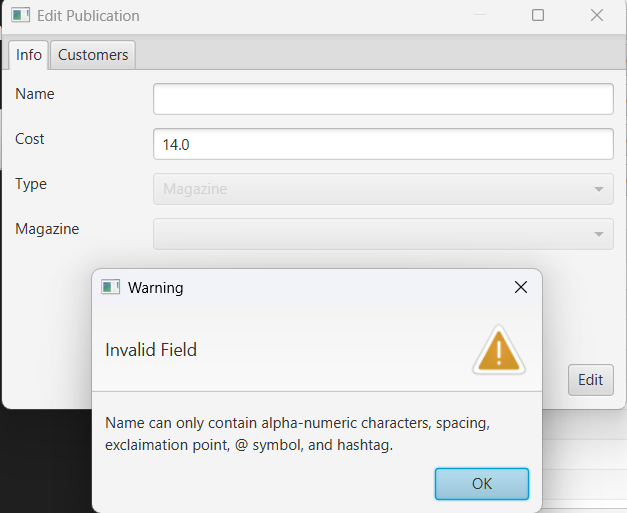 Edit Publication
Info Customers
Name
Cost 14.0
Type Magazine
Magazine
Warning
Invalid Field
Edit
Name can only contain alpha-numeric characters, spacing,
exclaimation point, @ symbol, and hashtag.
OK